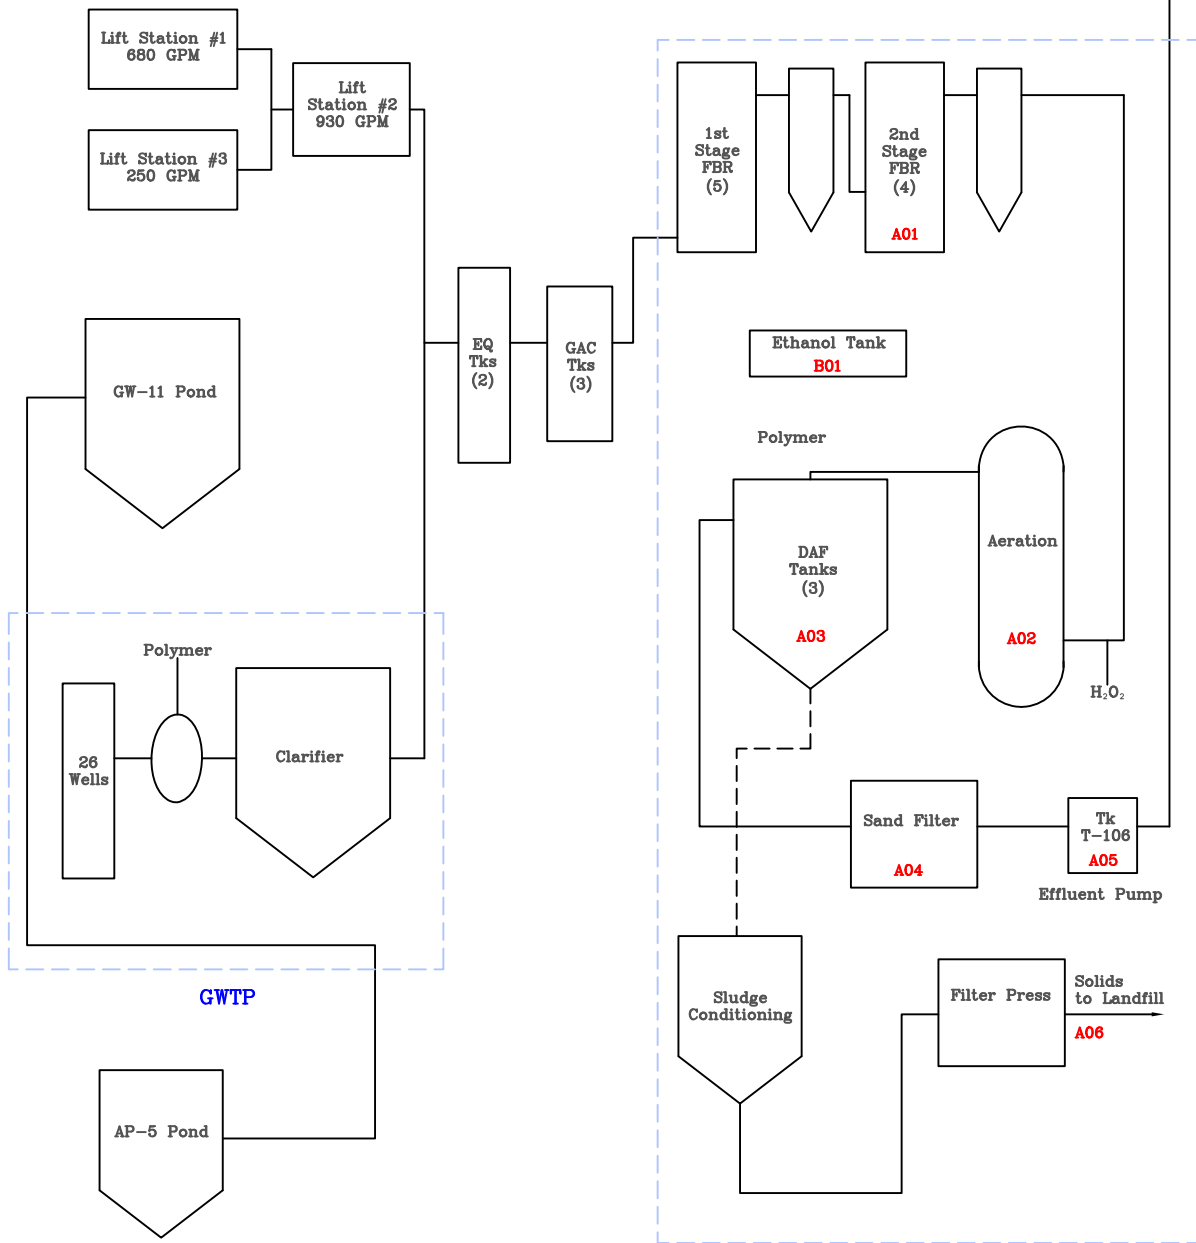 Lift Station #1
680 GPM
Lift
Station #2
930 GPM
Lift Station #3
250 GPM
1st
Stage
FBR
(5)
2nd
Stage
FBR
(4)
A01
EQ
Tks
(2)
GAC
Tks
(3)
Ethanol Tank
B01
GW-11 Pond
Polymer
DAF
Tanks
(3)
A03
Aeration
A02
H₂O₂
Polymer
26
Wells
Clarifier
GWTP
Sand Filter
A04
Tk
T-106
A05
Effluent Pump
Sludge
Conditioning
Filter Press
Solids
to Landfill
A06
AP-5 Pond